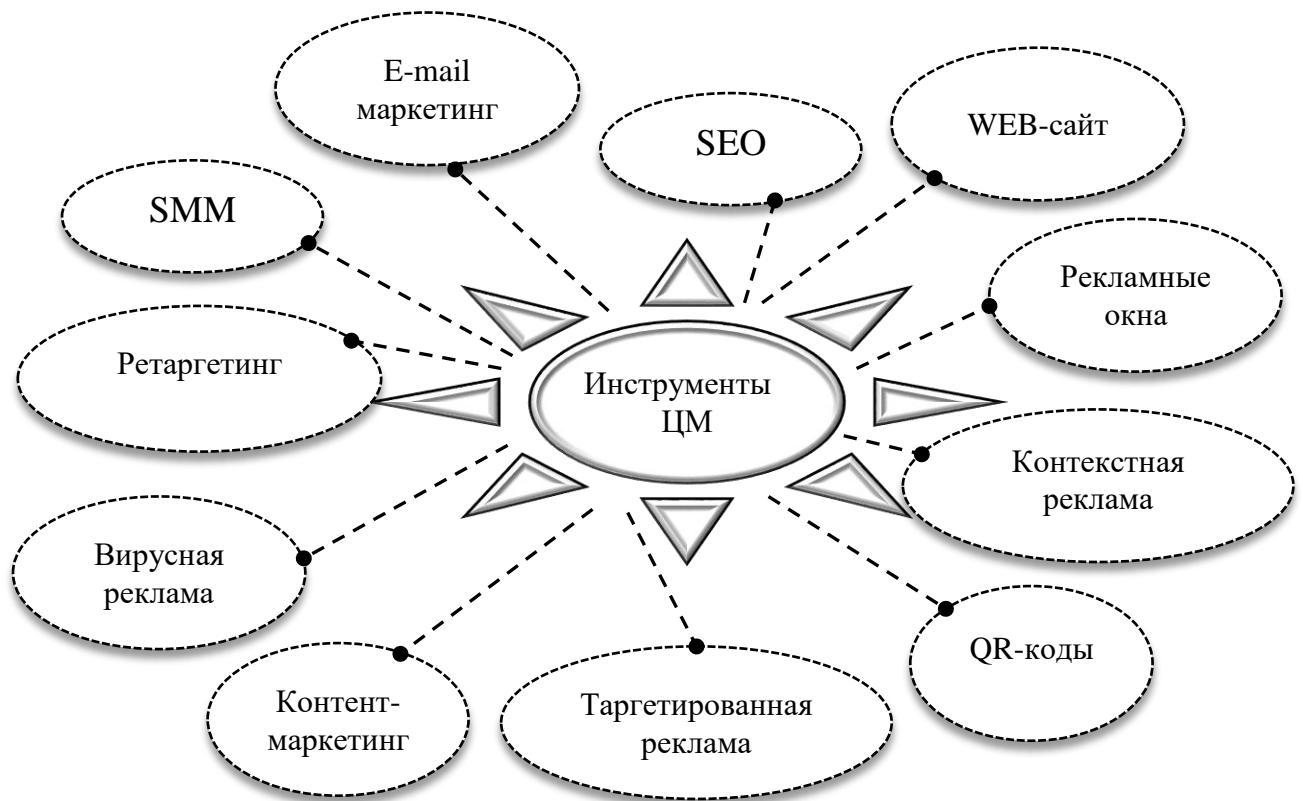 E-mail
маркетинг
SEO
WEB-сайт
SMM
Рекламные
окна
Ретаргетинг
Инструменты
ЦМ
Контекстная
реклама
Вирусная
реклама
QR-коды
Контент-
маркетинг
Таргетированная
реклама